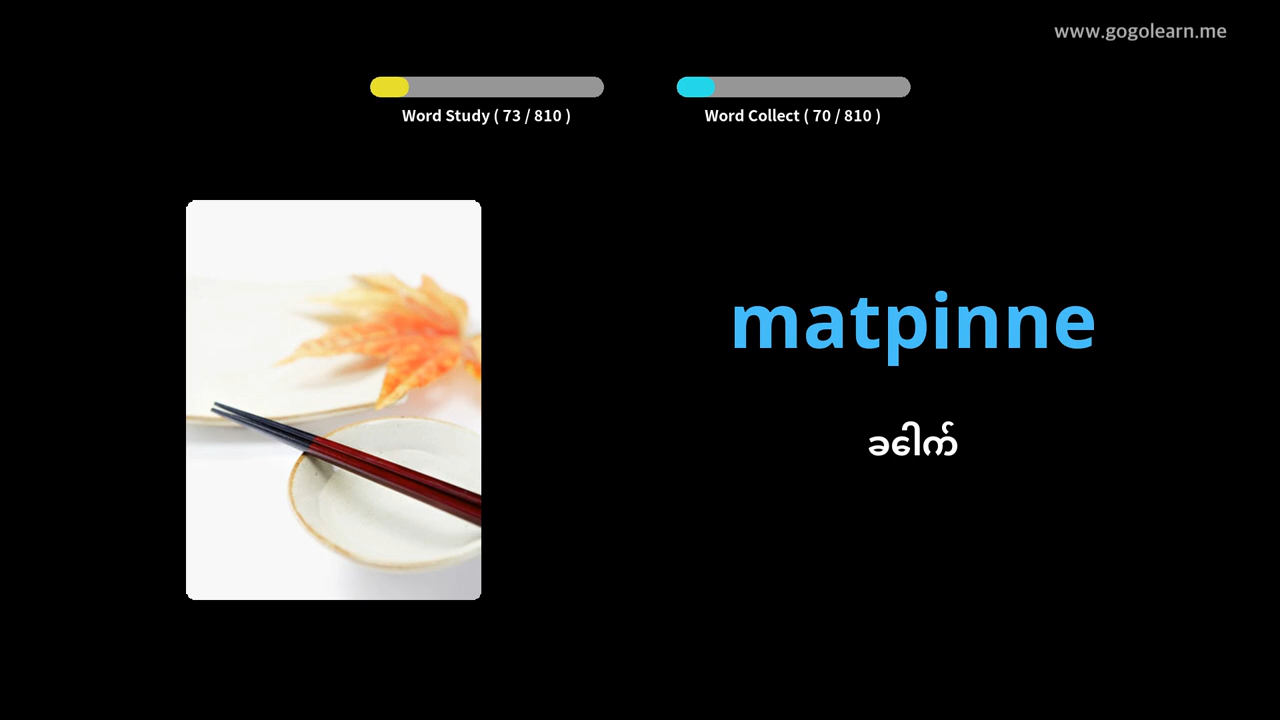 www.gogolearn.me
Word Study ( 73 / 810 )
Word Collect ( 70 / 810 )
matpinne
ခေါက်